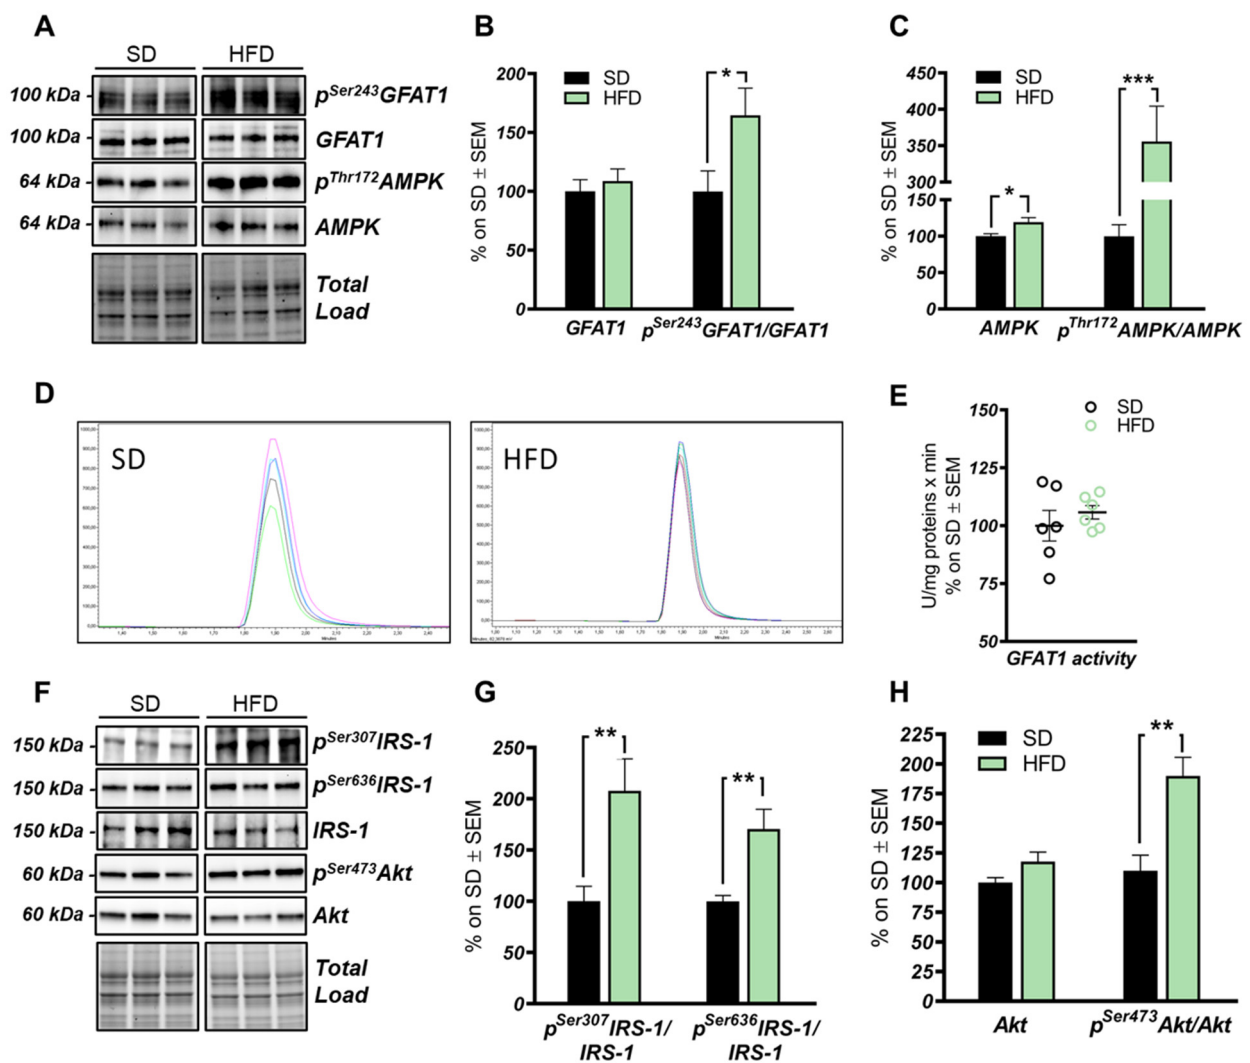 A
SD HFD
100 kDa - pSer243GFAT1
100 kDa - GFAT1
64 kDa - pThr172AMPK
64 kDa - AMPK
Total
Load
B
SD
HFD
% on SD ± SEM
200
150
100
50
0
*
GFAT1 pSer243GFAT1/GFAT1
C
SD
HFD
% on SD ± SEM
450
400
350
300
150
100
50
0
* ***
AMPK pThr172AMPK/AMPK
D
SD
HFD
Minutes
Minutes
E
SD
HFD
U/mg proteins x min
% on SD ± SEM
150
125
100
75
50
GFAT1 activity
F
SD HFD
150 kDa - pSer307IRS-1
150 kDa - pSer636IRS-1
150 kDa - IRS-1
60 kDa - pSer473Akt
60 kDa - Akt
Total
Load
G
% on SD ± SEM
250
200
150
100
50
0
** **
pSer307IRS-1/ pSer636IRS-1/
IRS-1 IRS-1
H
SD
HFD
% on SD ± SEM
225
200
175
150
125
100
75
50
25
0
**
Akt pSer473Akt/Akt